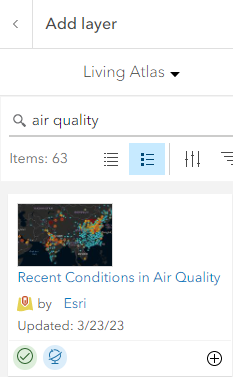 Add layer
Living Atlas
air quality
Items: 63
Recent Conditions in Air Quality
by Esri
Updated: 3/23/23